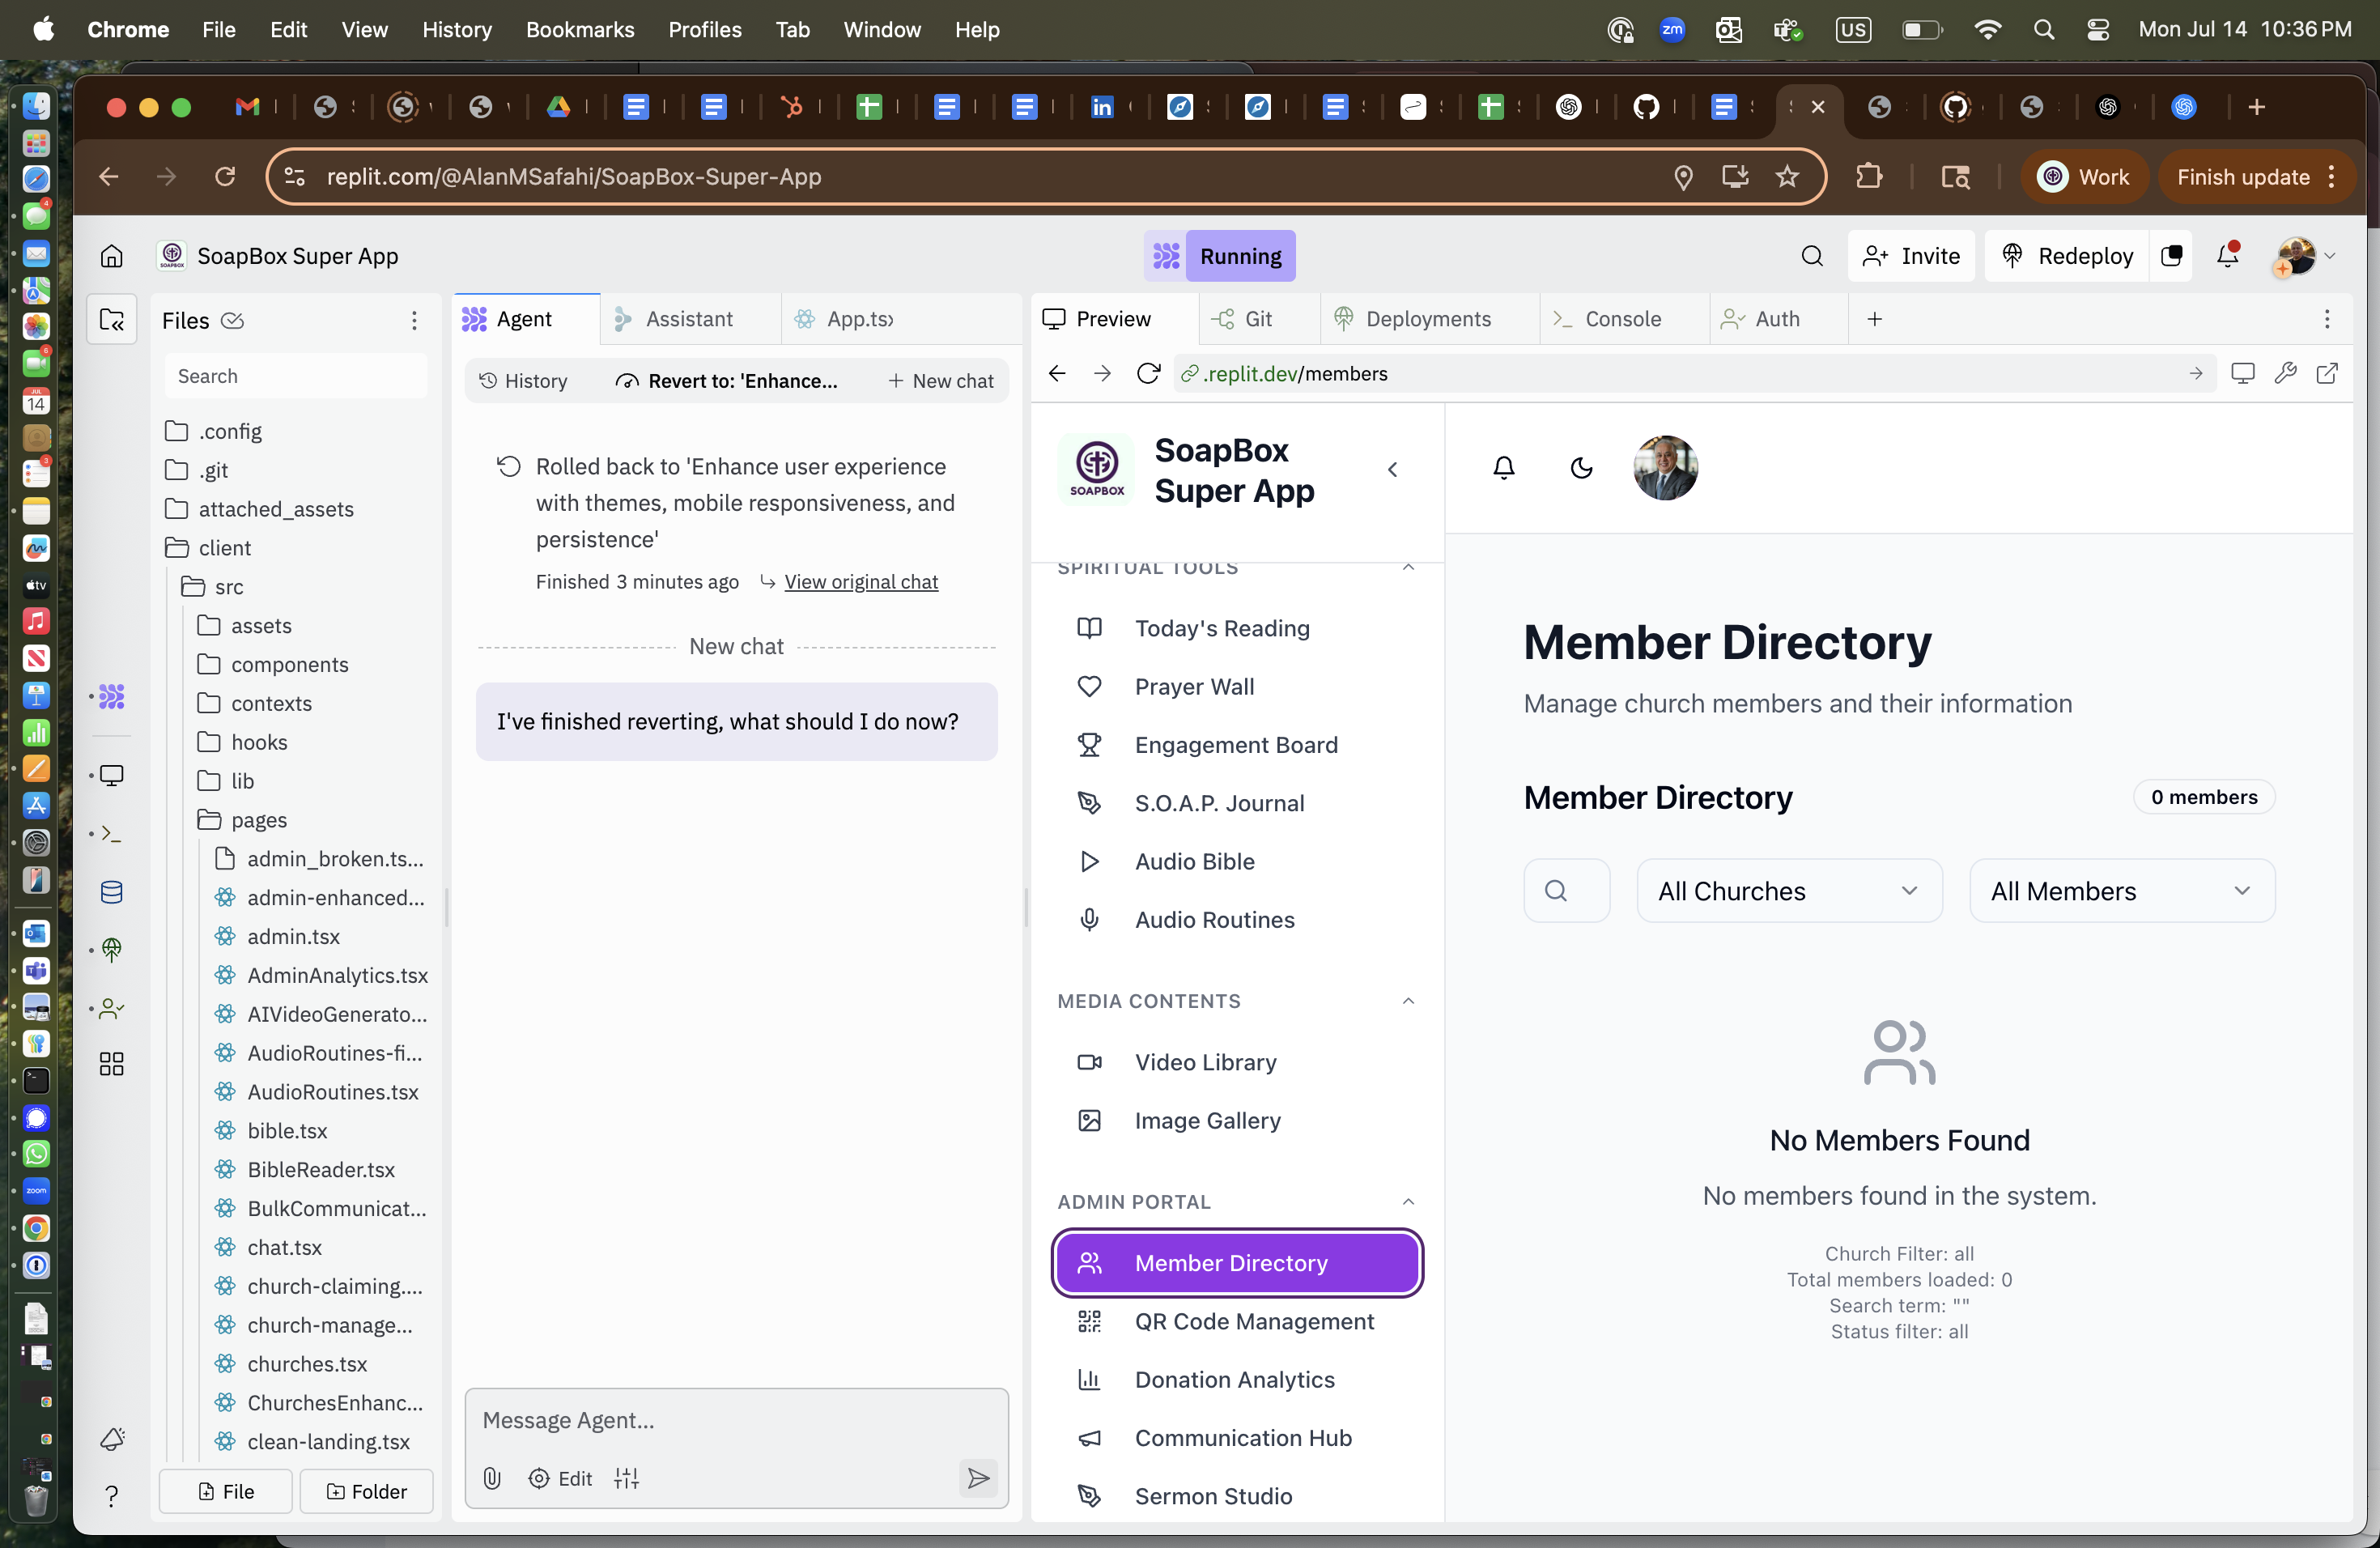 Chrome File Edit View History Bookmarks Profiles Tab Window Help
zm US Mon Jul 14 10:36 PM
replit.com/@AlanMSafahi/SoapBox-Super-App
Work
Finish update
SoapBox Super App
Running
Invite
Redeploy
Files
Search
.config
.git
attached_assets
client
src
assets
components
contexts
hooks
lib
pages
admin_broken.ts...
admin-enhanced...
admin.tsx
AdminAnalytics.tsx
AIVideoGenerato...
AudioRoutines-fi...
AudioRoutines.tsx
bible.tsx
BibleReader.tsx
BulkCommunicat...
chat.tsx
church-claiming....
church-manage...
churches.tsx
ChurchesEnhanc...
clean-landing.tsx
File
Folder
Agent
Assistant
App.tsx
History
Revert to: 'Enhance...
New chat
Rolled back to 'Enhance user experience
with themes, mobile responsiveness, and
persistence'
Finished 3 minutes ago
View original chat
New chat
I've finished reverting, what should I do now?
Message Agent...
Edit
Preview
Git
Deployments
Console
Auth
.replit.dev/members
SOAPBOX
SoapBox
Super App
SPIRITUAL TOOLS
Today's Reading
Prayer Wall
Engagement Board
S.O.A.P. Journal
Audio Bible
Audio Routines
MEDIA CONTENTS
Video Library
Image Gallery
ADMIN PORTAL
Member Directory
QR Code Management
Donation Analytics
Communication Hub
Sermon Studio
Member Directory
Manage church members and their information
Member Directory
0 members
All Churches
All Members
No Members Found
No members found in the system.
Church Filter: all
Total members loaded: 0
Search term: ""
Status filter: all